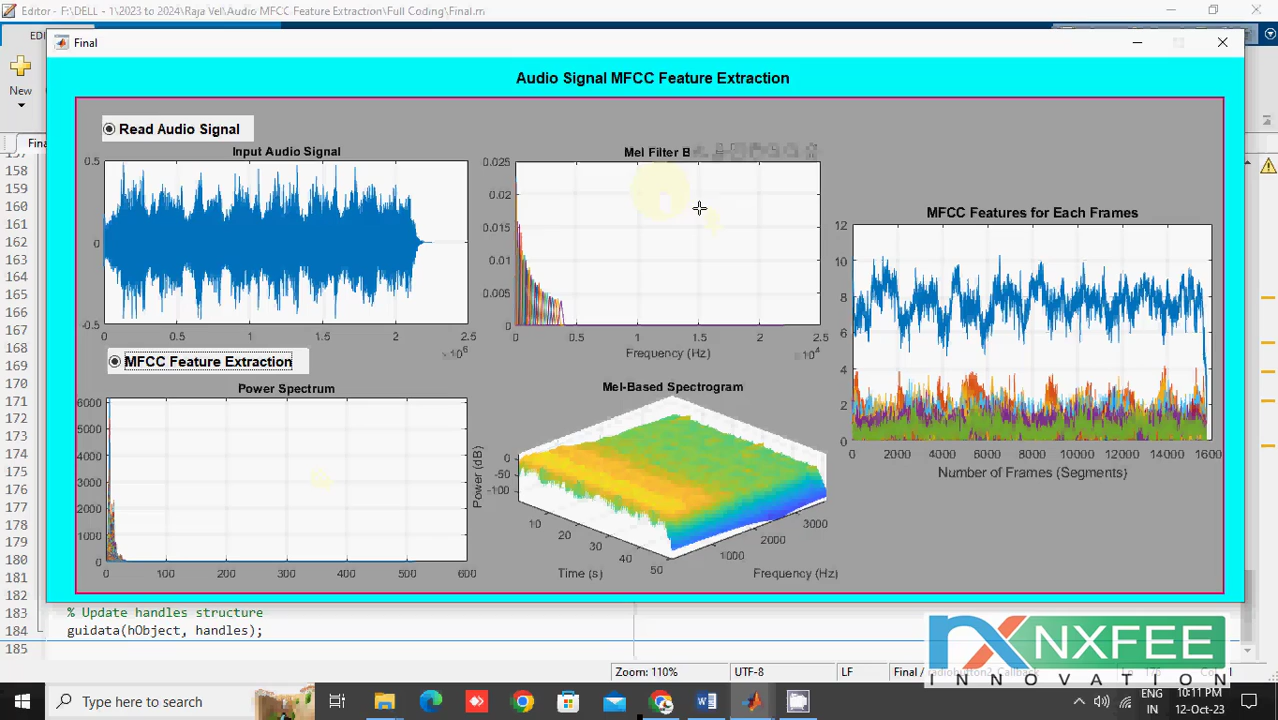 Editor - F:\DELL - 1\2023 to 2024\Raja Vel\Audio MFCC Feature Extraction\Full Coding\Final.m
Final
New
Audio Signal MFCC Feature Extraction
Read Audio Signal
Input Audio Signal
0.5
0
-0.5
0 0.5 1 1.5 2 2.5
×10^6
MFCC Feature Extraction
Power Spectrum
6000
5000
4000
3000
2000
1000
0
0 100 200 300 400 500 600
Mel Filter B
0.025
0.02
0.015
0.01
0.005
0
0 0.5 1 1.5 2 2.5
Frequency (Hz)
×10^4
Mel-Based Spectrogram
Power (dB)
0
-50
-100
10 20 30 40 50
Time (s)
1000 2000 3000
Frequency (Hz)
MFCC Features for Each Frames
12
10
8
6
4
2
0
0 2000 4000 6000 8000 10000 12000 14000 16000
Number of Frames (Segments)
158
159
160
161
162
163
164
165
166
167
168
169
170
171
172
173
174
175
176
177
178
179
180
181
182
183 % Update handles structure
184 guidata(hObject, handles);
185
NXFEE
INNOVATION
Zoom: 110% UTF-8 LF Final / radiobutton2_Callback
Type here to search
ENG
IN
10:11 PM
12-Oct-23